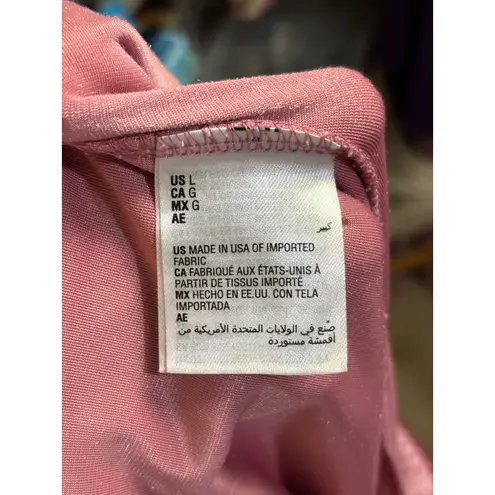 US L
CA G
MX G
AE
كبير
US MADE IN USA OF IMPORTED
FABRIC
CA FABRIQUÉ AUX ÉTATS-UNIS À
PARTIR DE TISSUS IMPORTÉ
MX HECHO EN EE.UU. CON TELA
IMPORTADA
AE
صُنع في الولايات المتحدة الأمريكية من
أقمشة مستوردة